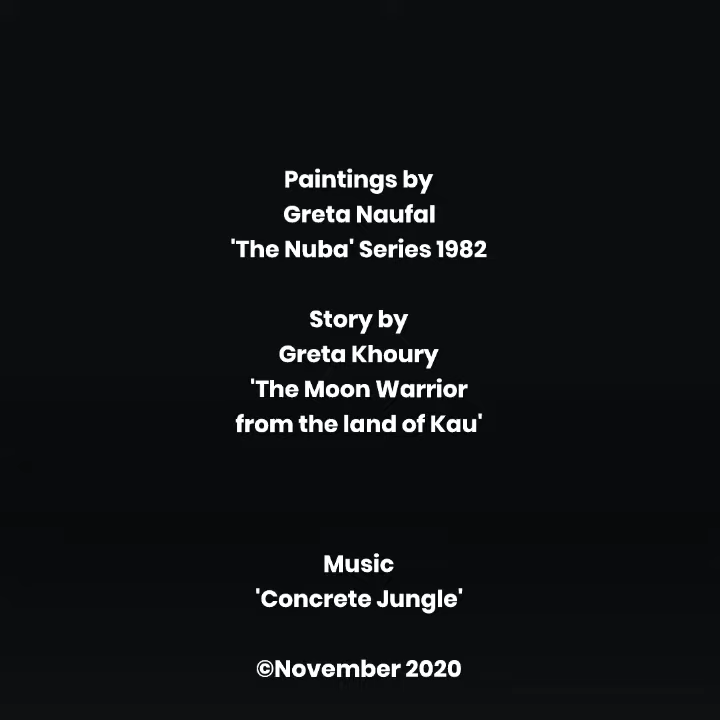 Paintings by
Greta Naufal
'The Nuba' Series 1982
Story by
Greta Khoury
'The Moon Warrior
from the land of Kau'
Music
'Concrete Jungle'
©November 2020